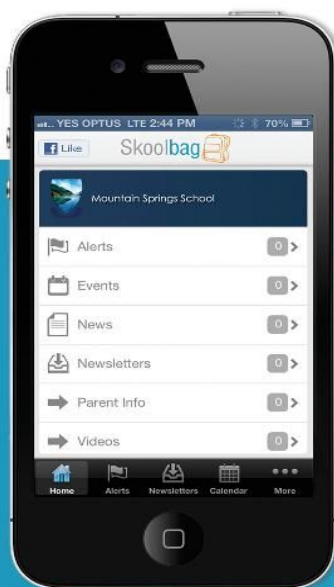 YES OPTUS LTE 2:44 PM 70%
Like Skoolbag
Mountain Springs School
Alerts 0
Events 0
News 0
Newsletters 0
Parent Info 0
Videos 0
Home Alerts Newsletters Calendar More